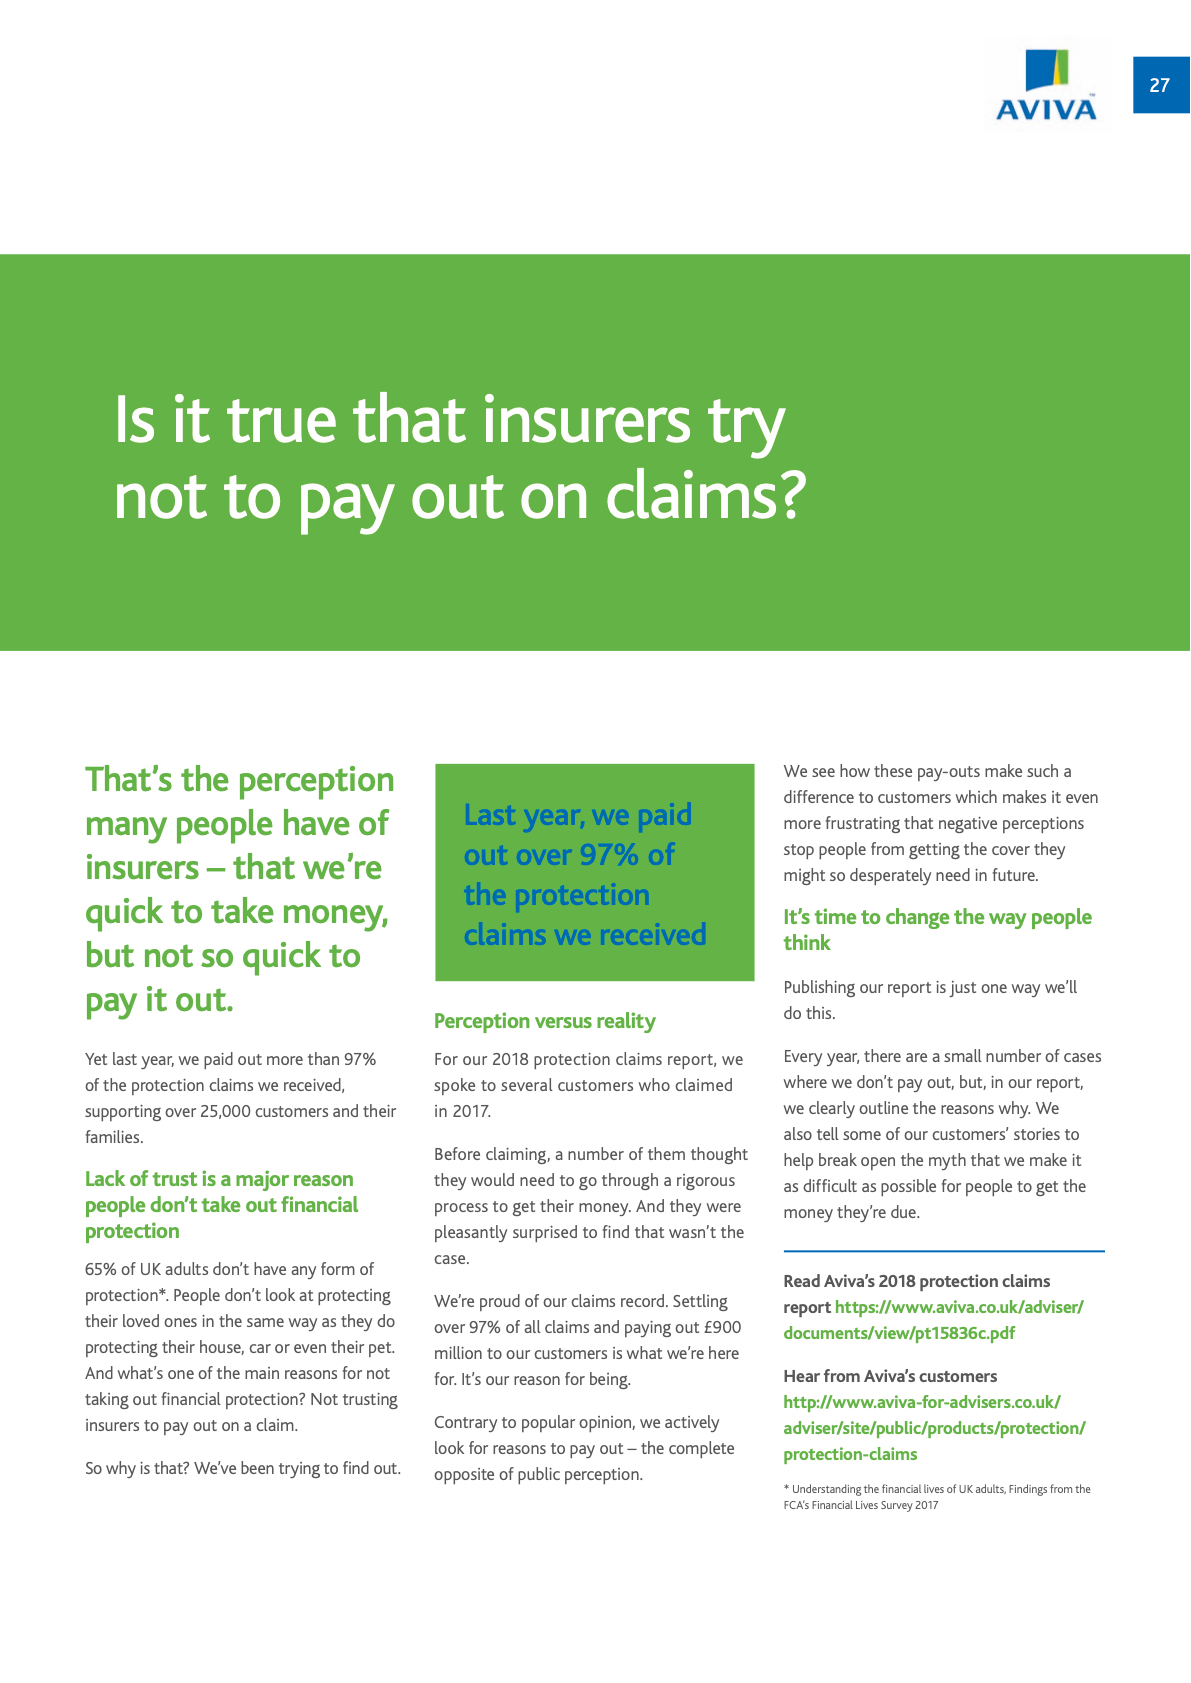 AVIVA
™
27
Is it true that insurers try
not to pay out on claims?
That’s the perception
many people have of
insurers – that we’re
quick to take money,
but not so quick to
pay it out.
Yet last year, we paid out more than 97%
of the protection claims we received,
supporting over 25,000 customers and their
families.
Lack of trust is a major reason
people don’t take out financial
protection
65% of UK adults don’t have any form of
protection*. People don’t look at protecting
their loved ones in the same way as they do
protecting their house, car or even their pet.
And what’s one of the main reasons for not
taking out financial protection? Not trusting
insurers to pay out on a claim.
So why is that? We’ve been trying to find out.
Last year, we paid
out over 97% of
the protection
claims we received
Perception versus reality
For our 2018 protection claims report, we
spoke to several customers who claimed
in 2017.
Before claiming, a number of them thought
they would need to go through a rigorous
process to get their money. And they were
pleasantly surprised to find that wasn’t the
case.
We’re proud of our claims record. Settling
over 97% of all claims and paying out £900
million to our customers is what we’re here
for. It’s our reason for being.
Contrary to popular opinion, we actively
look for reasons to pay out – the complete
opposite of public perception.
We see how these pay-outs make such a
difference to customers which makes it even
more frustrating that negative perceptions
stop people from getting the cover they
might so desperately need in future.
It’s time to change the way people
think
Publishing our report is just one way we’ll
do this.
Every year, there are a small number of cases
where we don’t pay out, but, in our report,
we clearly outline the reasons why. We
also tell some of our customers’ stories to
help break open the myth that we make it
as difficult as possible for people to get the
money they’re due.
Read Aviva’s 2018 protection claims
report https://www.aviva.co.uk/adviser/
documents/view/pt15836c.pdf
Hear from Aviva’s customers
http://www.aviva-for-advisers.co.uk/
adviser/site/public/products/protection/
protection-claims
* Understanding the financial lives of UK adults, Findings from the
FCA’s Financial Lives Survey 2017